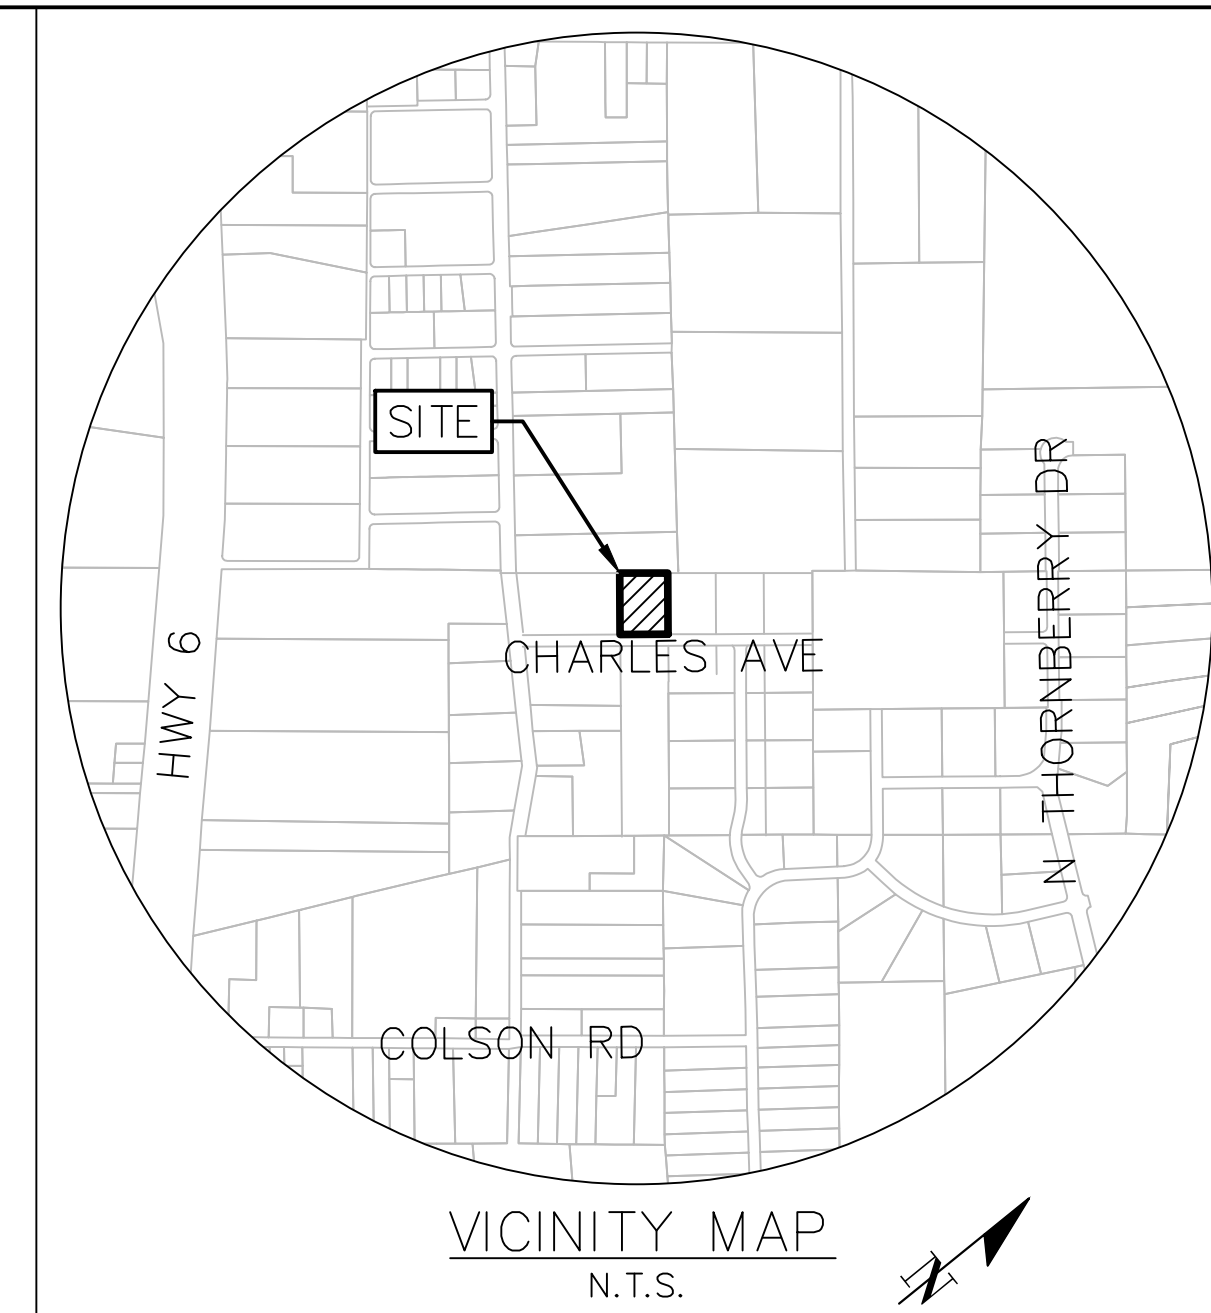 SITE
CHARLES AVE
HWY 6
N THORNBERRY DR
COLSON RD
VICINITY MAP
N.T.S.
N